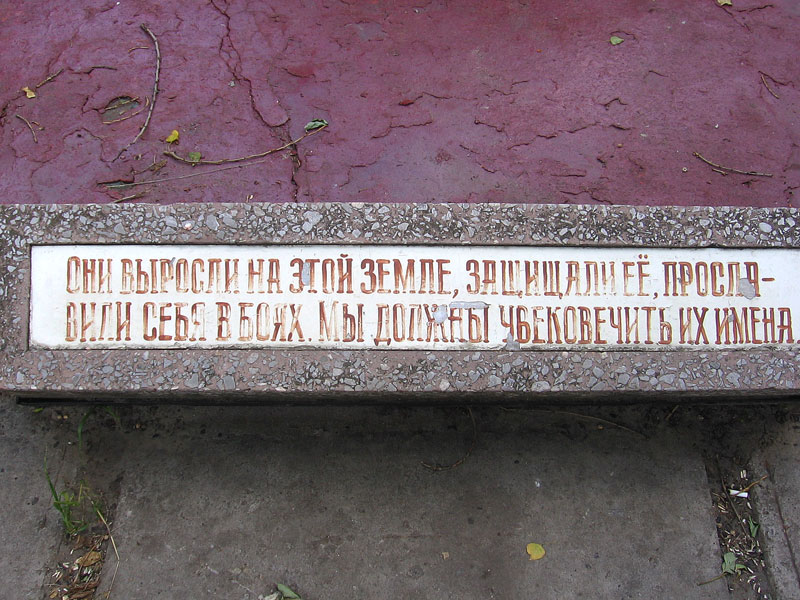 ОНИ ВЫРОСЛИ НА ЭТОЙ ЗЕМЛЕ, ЗАЩИЩАЛИ ЕЁ, ПРОСЛА-
ВИЛИ СЕБЯ В БОЯХ. МЫ ДОЛЖНЫ УВЕКОВЕЧИТЬ ИХ ИМЕНА